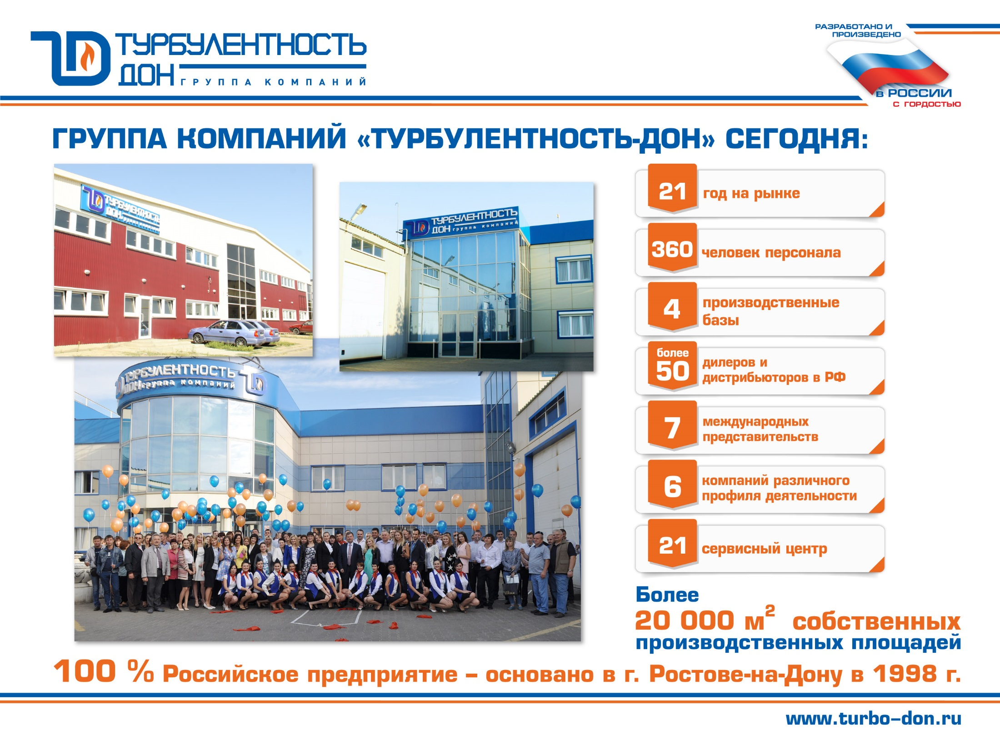 ТУРБУЛЕНТНОСТЬ
ДОН
ГРУППА КОМПАНИЙ
РАЗРАБОТАНО И
ПРОИЗВЕДЕНО
В РОССИИ
С ГОРДОСТЬЮ
ГРУППА КОМПАНИЙ «ТУРБУЛЕНТНОСТЬ-ДОН» СЕГОДНЯ:
ТУРБУЛЕНТНОСТЬ
ДОН группа компаний
ТУРБУЛЕНТНОСТЬ
ДОН группа компаний
ТУРБУЛЕНТНОСТЬ
ДОН группа компаний
21 год на рынке
360 человек персонала
4 производственные
базы
более
50 дилеров и
дистрибьюторов в РФ
7 международных
представительств
6 компаний различного
профиля деятельности
21 сервисный центр
Более
20 000 м² собственных
производственных площадей
100 % Российское предприятие – основано в г. Ростове-на-Дону в 1998 г.
www.turbo-don.ru